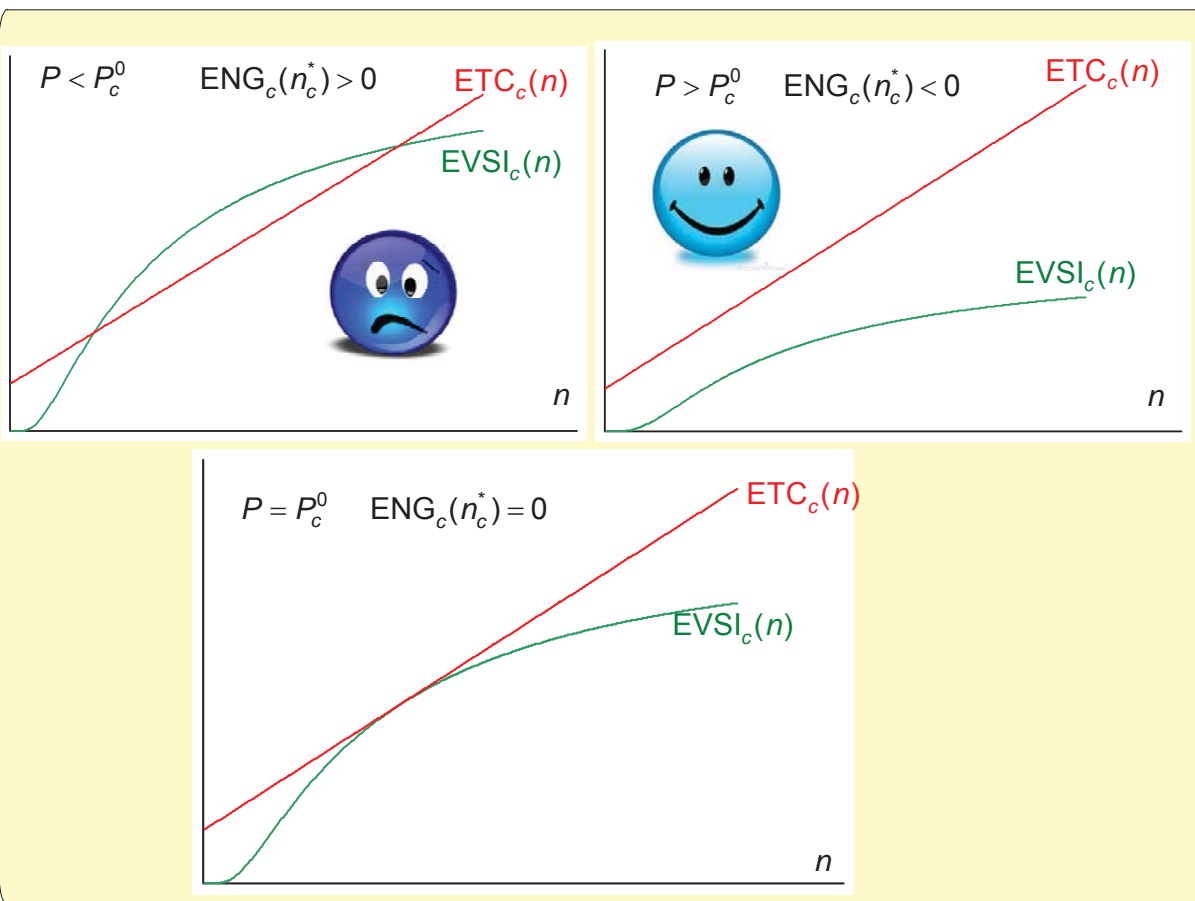 P < P_c^0 ENG_c(n_c^*) > 0 ETC_c(n)
EVSI_c(n)
n
P > P_c^0 ENG_c(n_c^*) < 0 ETC_c(n)
EVSI_c(n)
n
P = P_c^0 ENG_c(n_c^*) = 0 ETC_c(n)
EVSI_c(n)
n